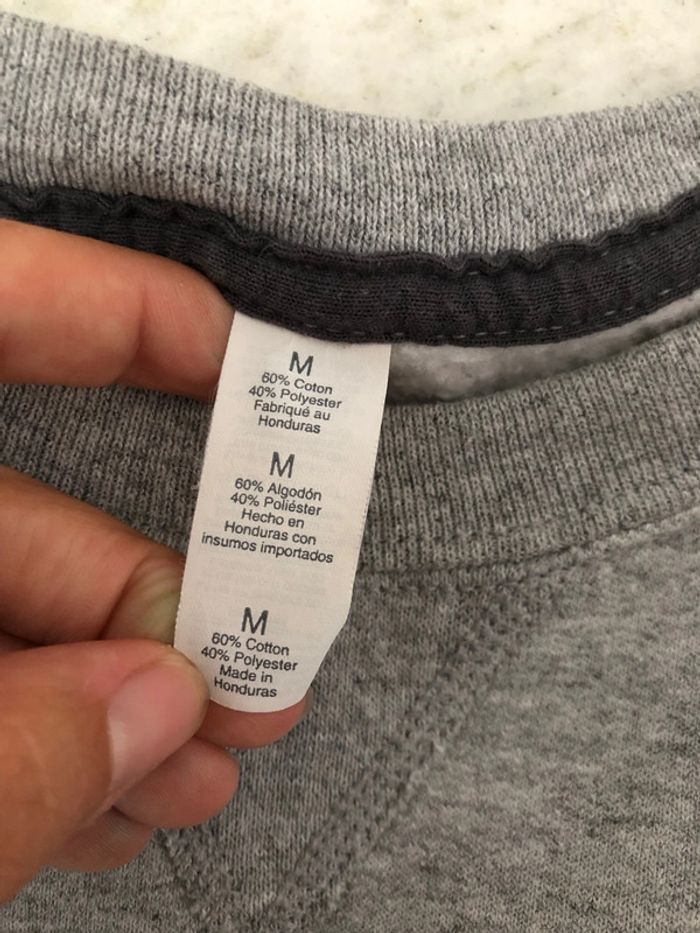 M
60% Coton
40% Polyester
Fabriqué au
Honduras
M
60% Algodón
40% Poliéster
Hecho en
Honduras con
insumos importados
M
60% Cotton
40% Polyester
Made in
Honduras